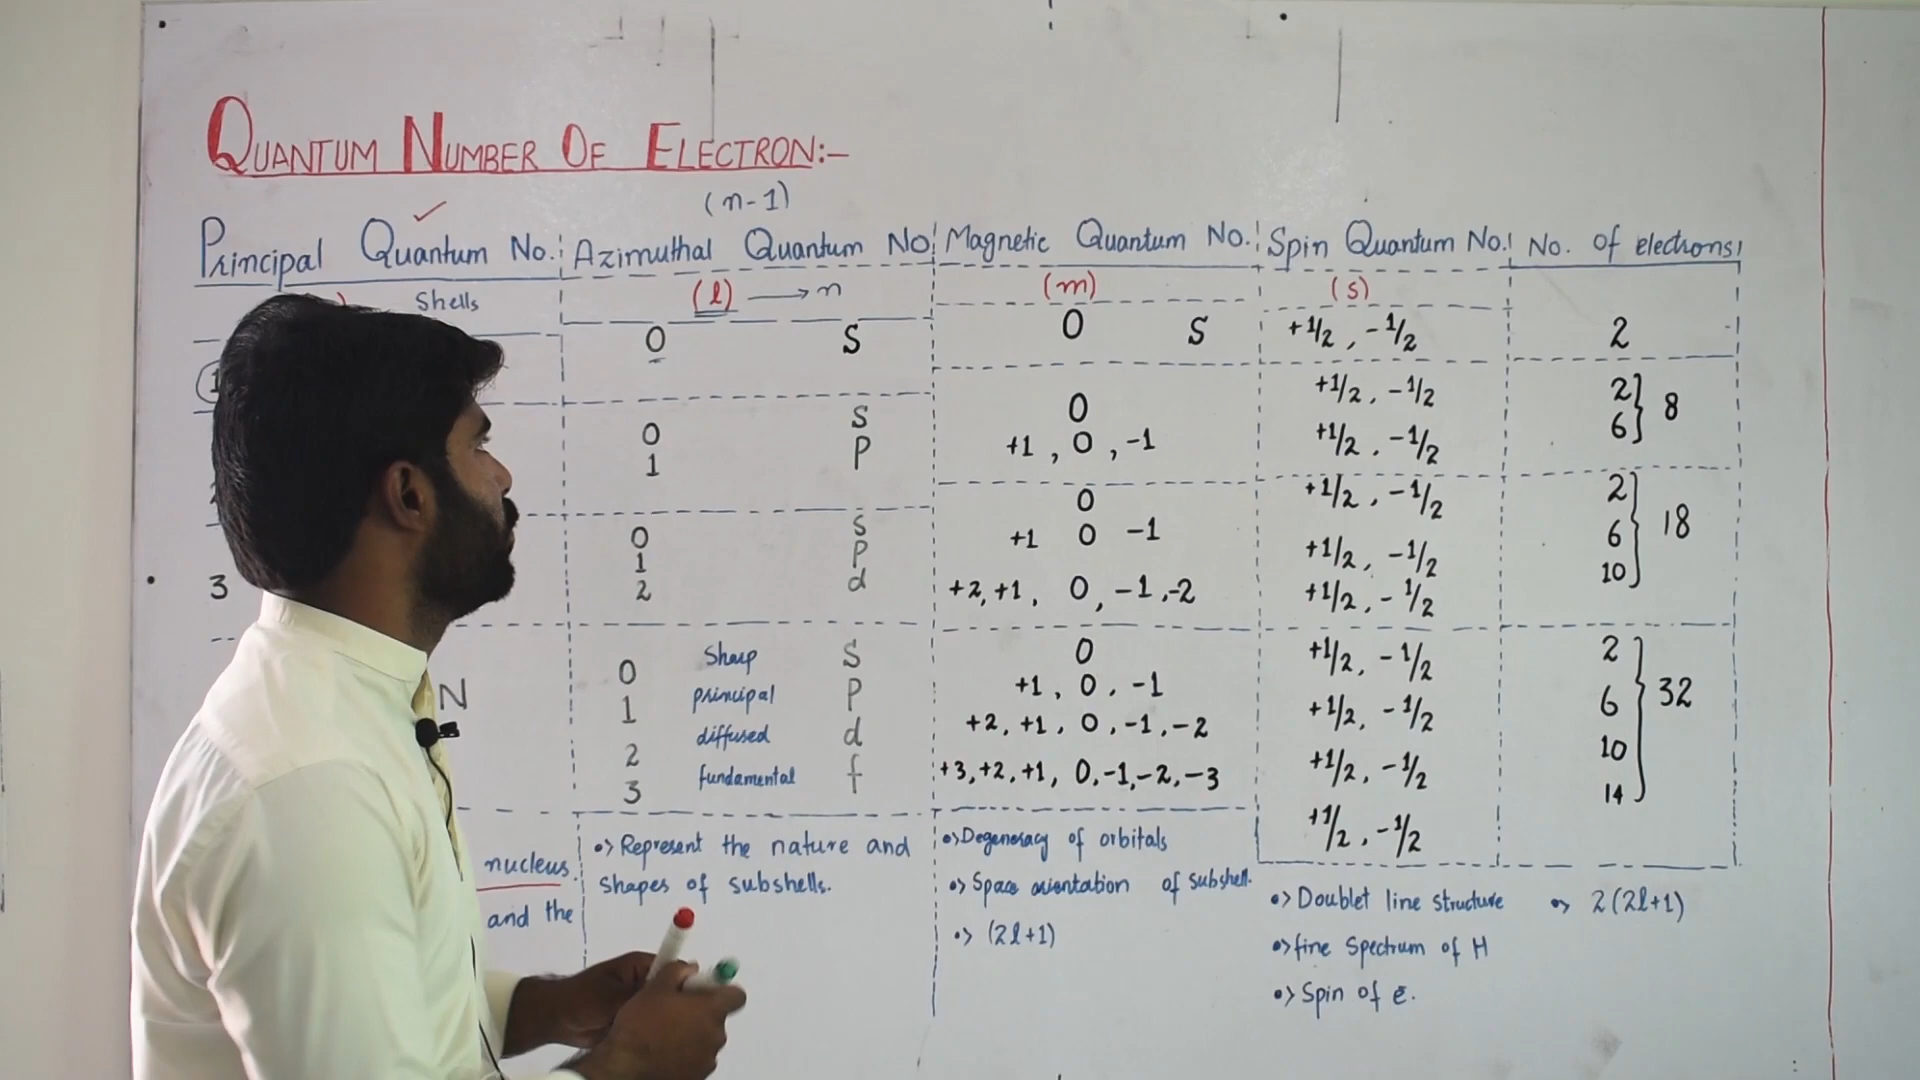 QUANTUM NUMBER OF ELECTRON:-
(n-1)
Principal Quantum No. Azimuthal Quantum No Magnetic Quantum No. Spin Quantum No. No. of electrons
Shells (l) → n (m) (s)
0 S 0 S +1/2, -1/2 2
1
0 S 0 +1/2, -1/2 2
1 P +1, 0, -1 +1/2, -1/2 6
8
0 S 0 +1/2, -1/2 2
1 P +1 0 -1 +1/2, -1/2 6
3 2 d +2, +1, 0, -1, -2 +1/2, -1/2 10
18
0 Sharp S 0 +1/2, -1/2 2
N 1 principal P +1, 0, -1 +1/2, -1/2 6
2 diffused d +2, +1, 0, -1, -2 +1/2, -1/2 10
3 fundamental f +3, +2, +1, 0, -1, -2, -3 +1/2, -1/2 14
32
nucleus.
and the
Represent the nature and
shapes of subshells.
Degeneracy of orbitals
Space orientation of subshell.
(2l+1)
Doublet line structure
fine Spectrum of H
Spin of e-.
2(2l+1)